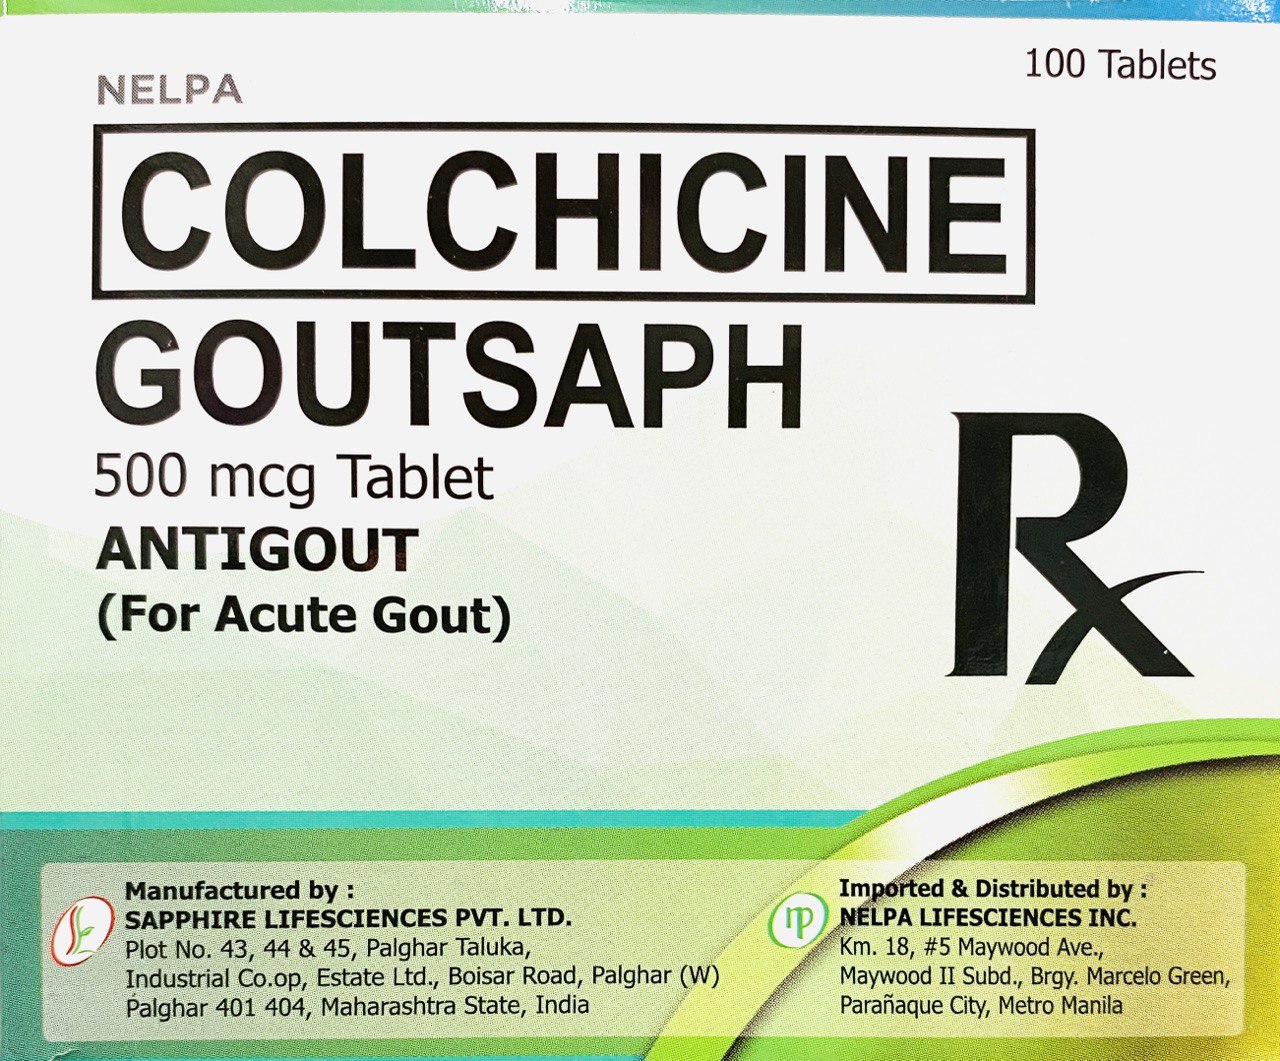 100 Tablets
NELPA
COLCHICINE
GOUTSAPH
500 mcg Tablet
ANTIGOUT
(For Acute Gout)
Rx
Manufactured by :
SAPPHIRE LIFESCIENCES PVT. LTD.
Plot No. 43, 44 & 45, Palghar Taluka,
Industrial Co.op, Estate Ltd., Boisar Road, Palghar (W)
Palghar 401 404, Maharashtra State, India
np
Imported & Distributed by :
NELPA LIFESCIENCES INC.
Km. 18, #5 Maywood Ave.,
Maywood II Subd., Brgy. Marcelo Green,
Parañaque City, Metro Manila